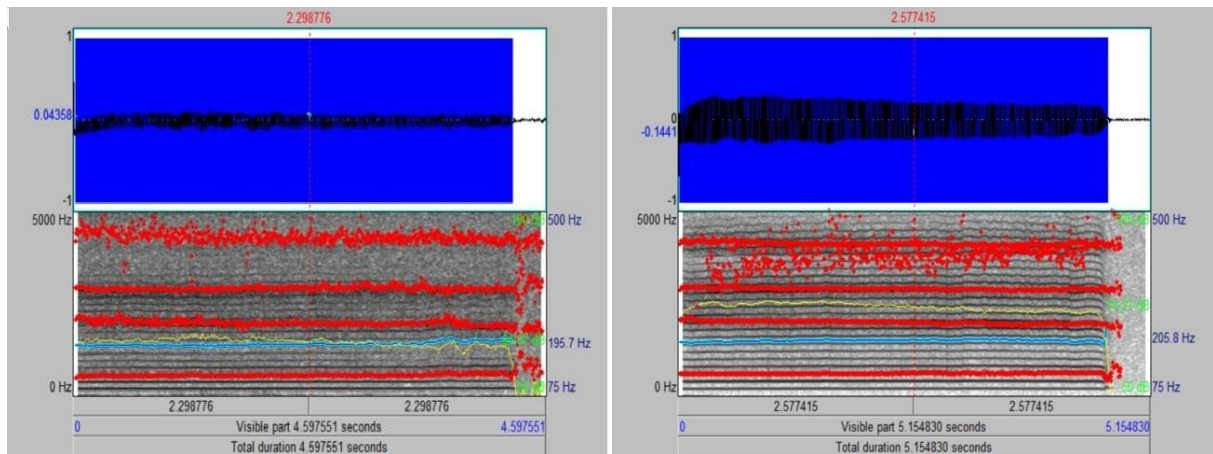 2.298776
1
0.04358
-1
5000 Hz
500 Hz
195.7 Hz
0 Hz
75 Hz
2.298776 2.298776
0 Visible part 4.597551 seconds 4.597551
Total duration 4.597551 seconds
2.577415
1
0
-0.1441
-1
5000 Hz
500 Hz
205.8 Hz
0 Hz
75 Hz
2.577415 2.577415
0 Visible part 5.154830 seconds 5.154830
Total duration 5.154830 seconds